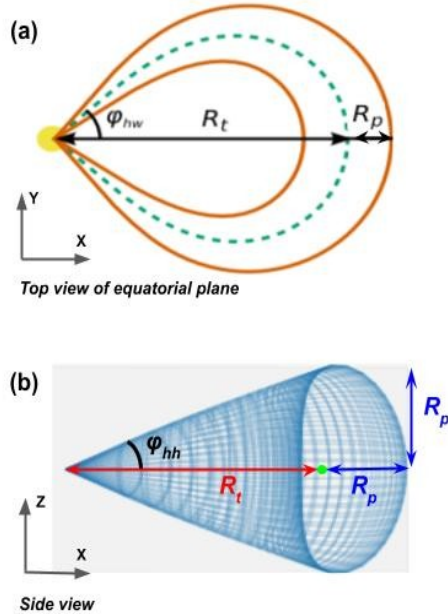 (a)
φhw
Rt
Rp
Y
X
Top view of equatorial plane
(b)
φhh
Rt
Rp
Rp
Z
X
Side view